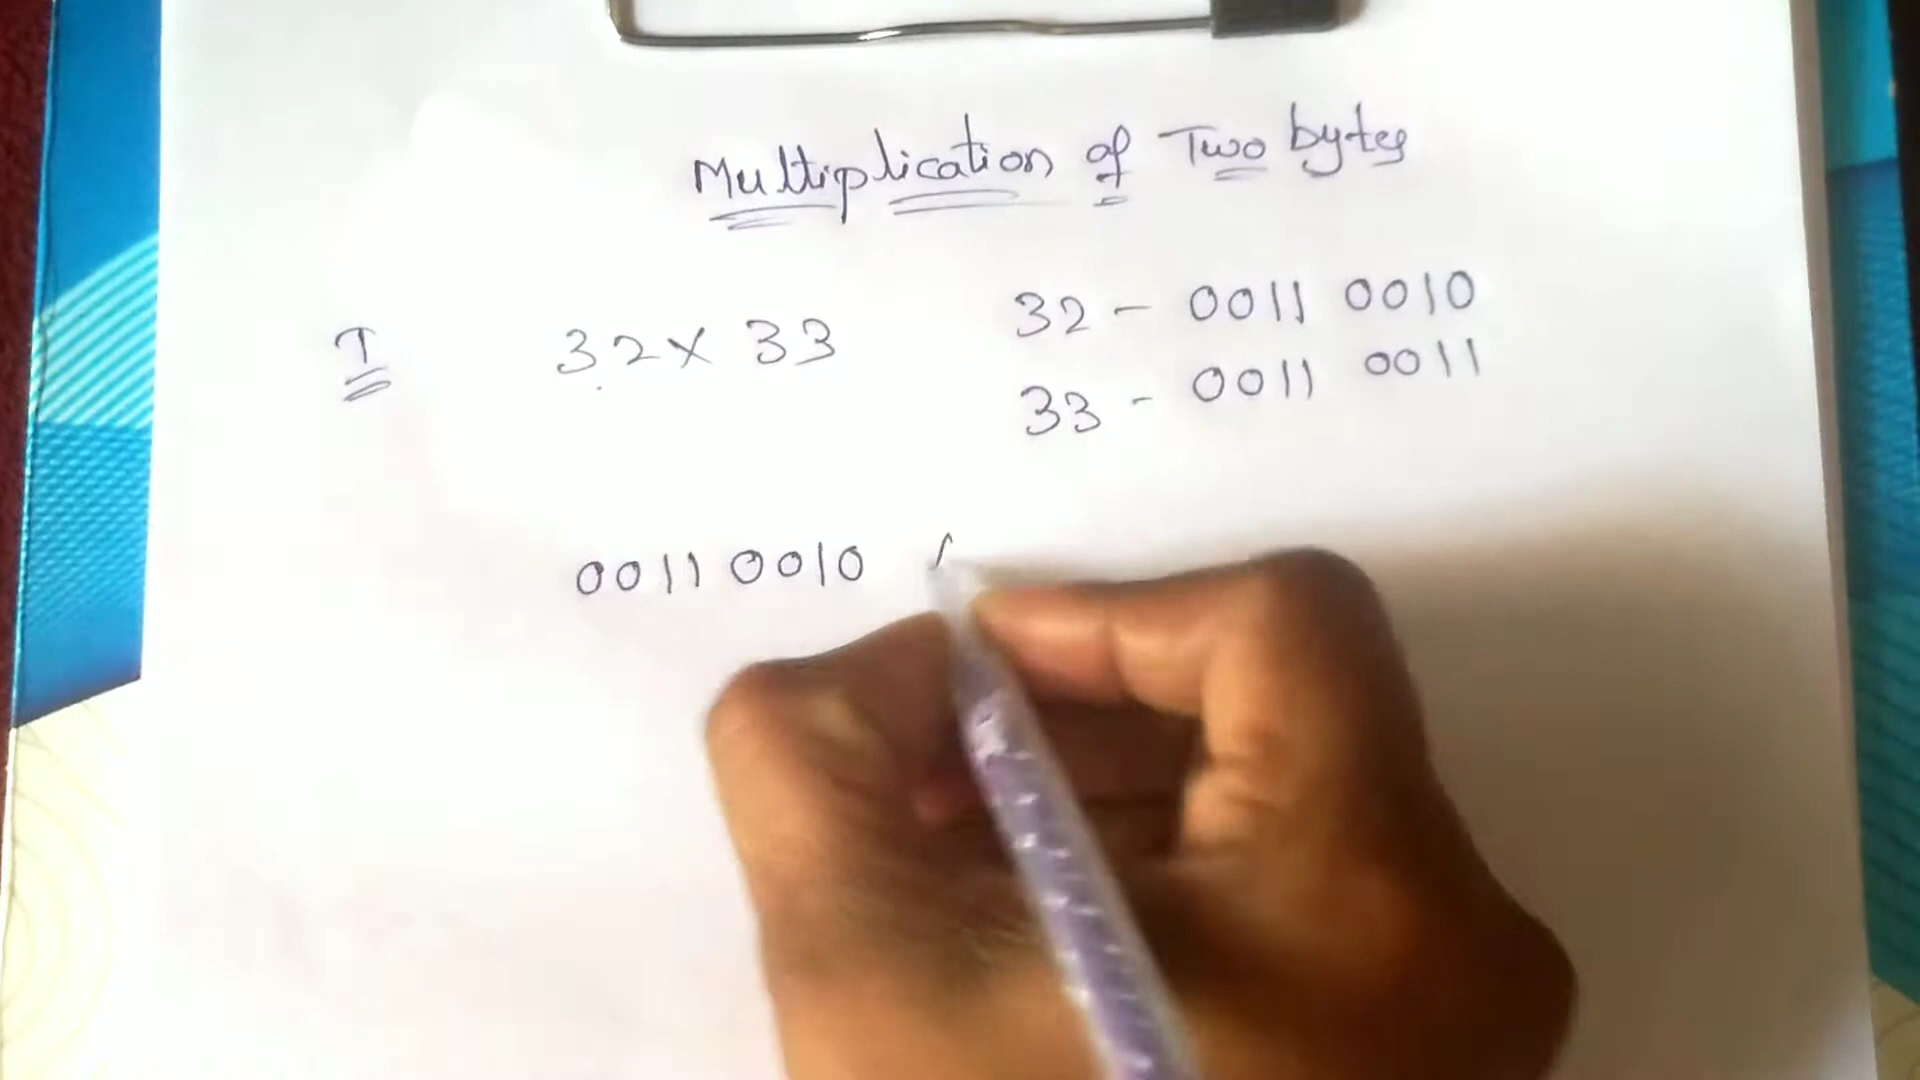 Multiplication of Two bytes
I 32 X 33
32 - 0011 0010
33 - 0011 0011
0011 0010